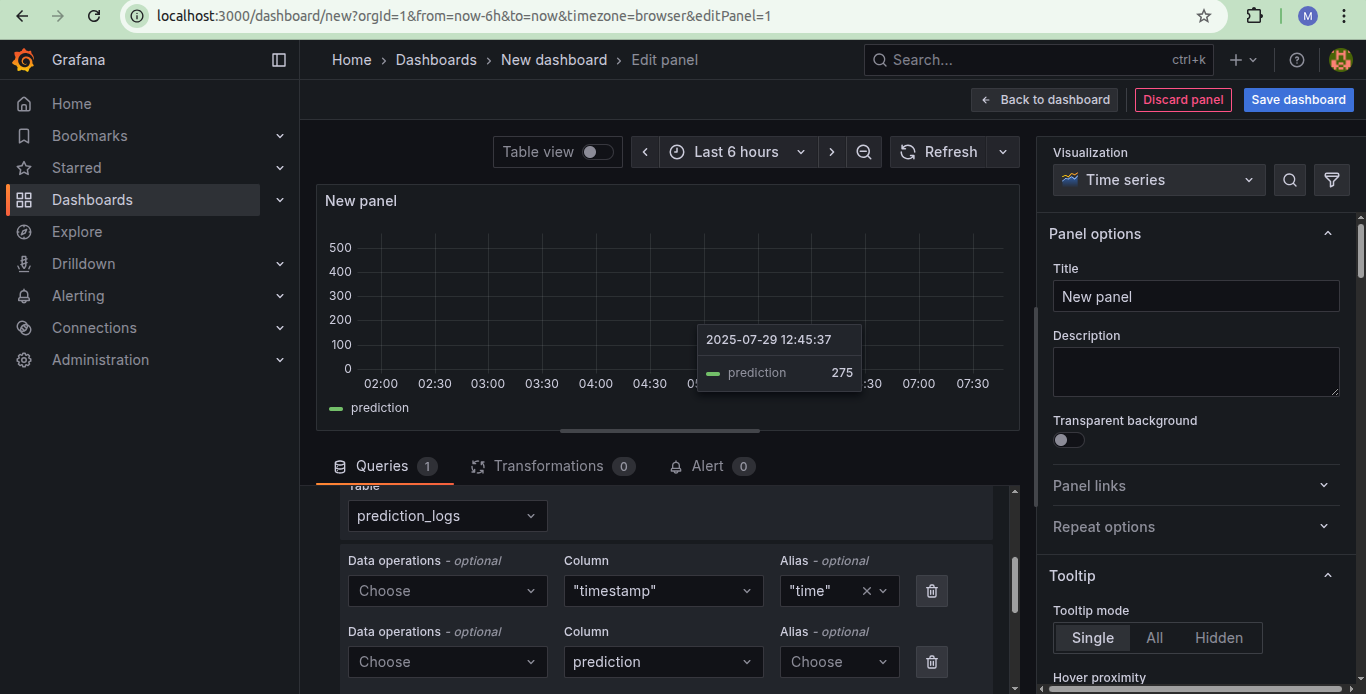 localhost:3000/dashboard/new?orgId=1&from=now-6h&to=now&timezone=browser&editPanel=1
M
Grafana
Home › Dashboards › New dashboard › Edit panel
Search... ctrl+k
Home
Bookmarks
Starred
Dashboards
Explore
Drilldown
Alerting
Connections
Administration
Back to dashboard
Discard panel
Save dashboard
Table view
Last 6 hours
Refresh
New panel
500
400
300
200
100
0
02:00 02:30 03:00 03:30 04:00 04:30 :30 07:00 07:30
2025-07-29 12:45:37
prediction 275
prediction
Queries 1
Transformations 0
Alert 0
Table
prediction_logs
Data operations - optional Column Alias - optional
Choose "timestamp" "time"
Data operations - optional Column Alias - optional
Choose prediction Choose
Visualization
Time series
Panel options
Title
New panel
Description
Transparent background
Panel links
Repeat options
Tooltip
Tooltip mode
Single All Hidden
Hover proximity